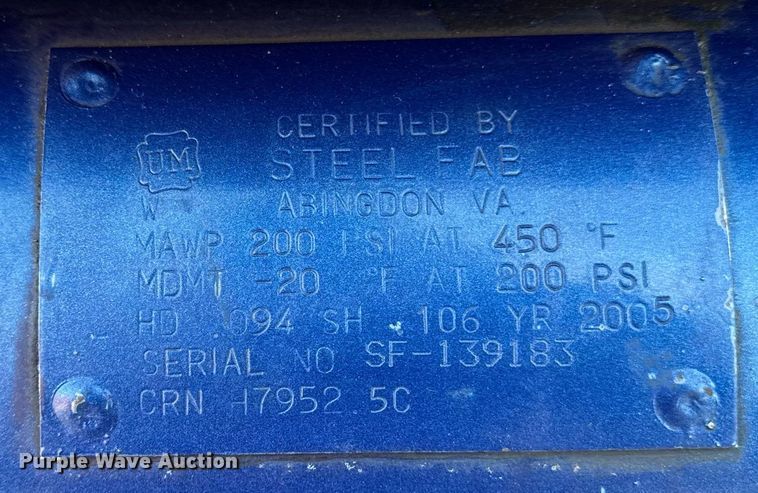 CERTIFIED BY
UM
STEEL FAB
W ABINGDON VA.
MAWP 200 PSI AT 450 °F
MDMT -20 °F AT 200 PSI
HD .094 SH .106 YR 2005
SERIAL NO SF-139183
CRN H7952.5C
Purple Wave Auction